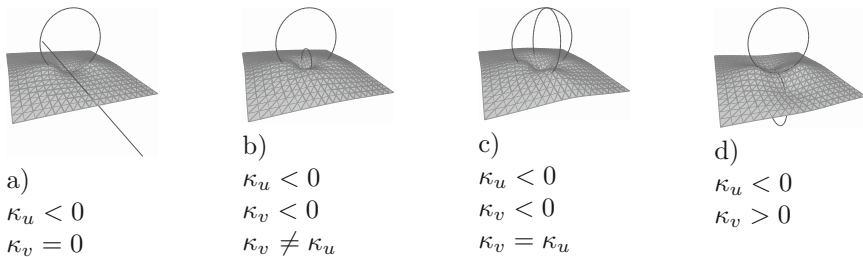 a)
κ_u < 0
κ_v = 0
b)
κ_u < 0
κ_v < 0
κ_v ≠ κ_u
c)
κ_u < 0
κ_v < 0
κ_v = κ_u
d)
κ_u < 0
κ_v > 0